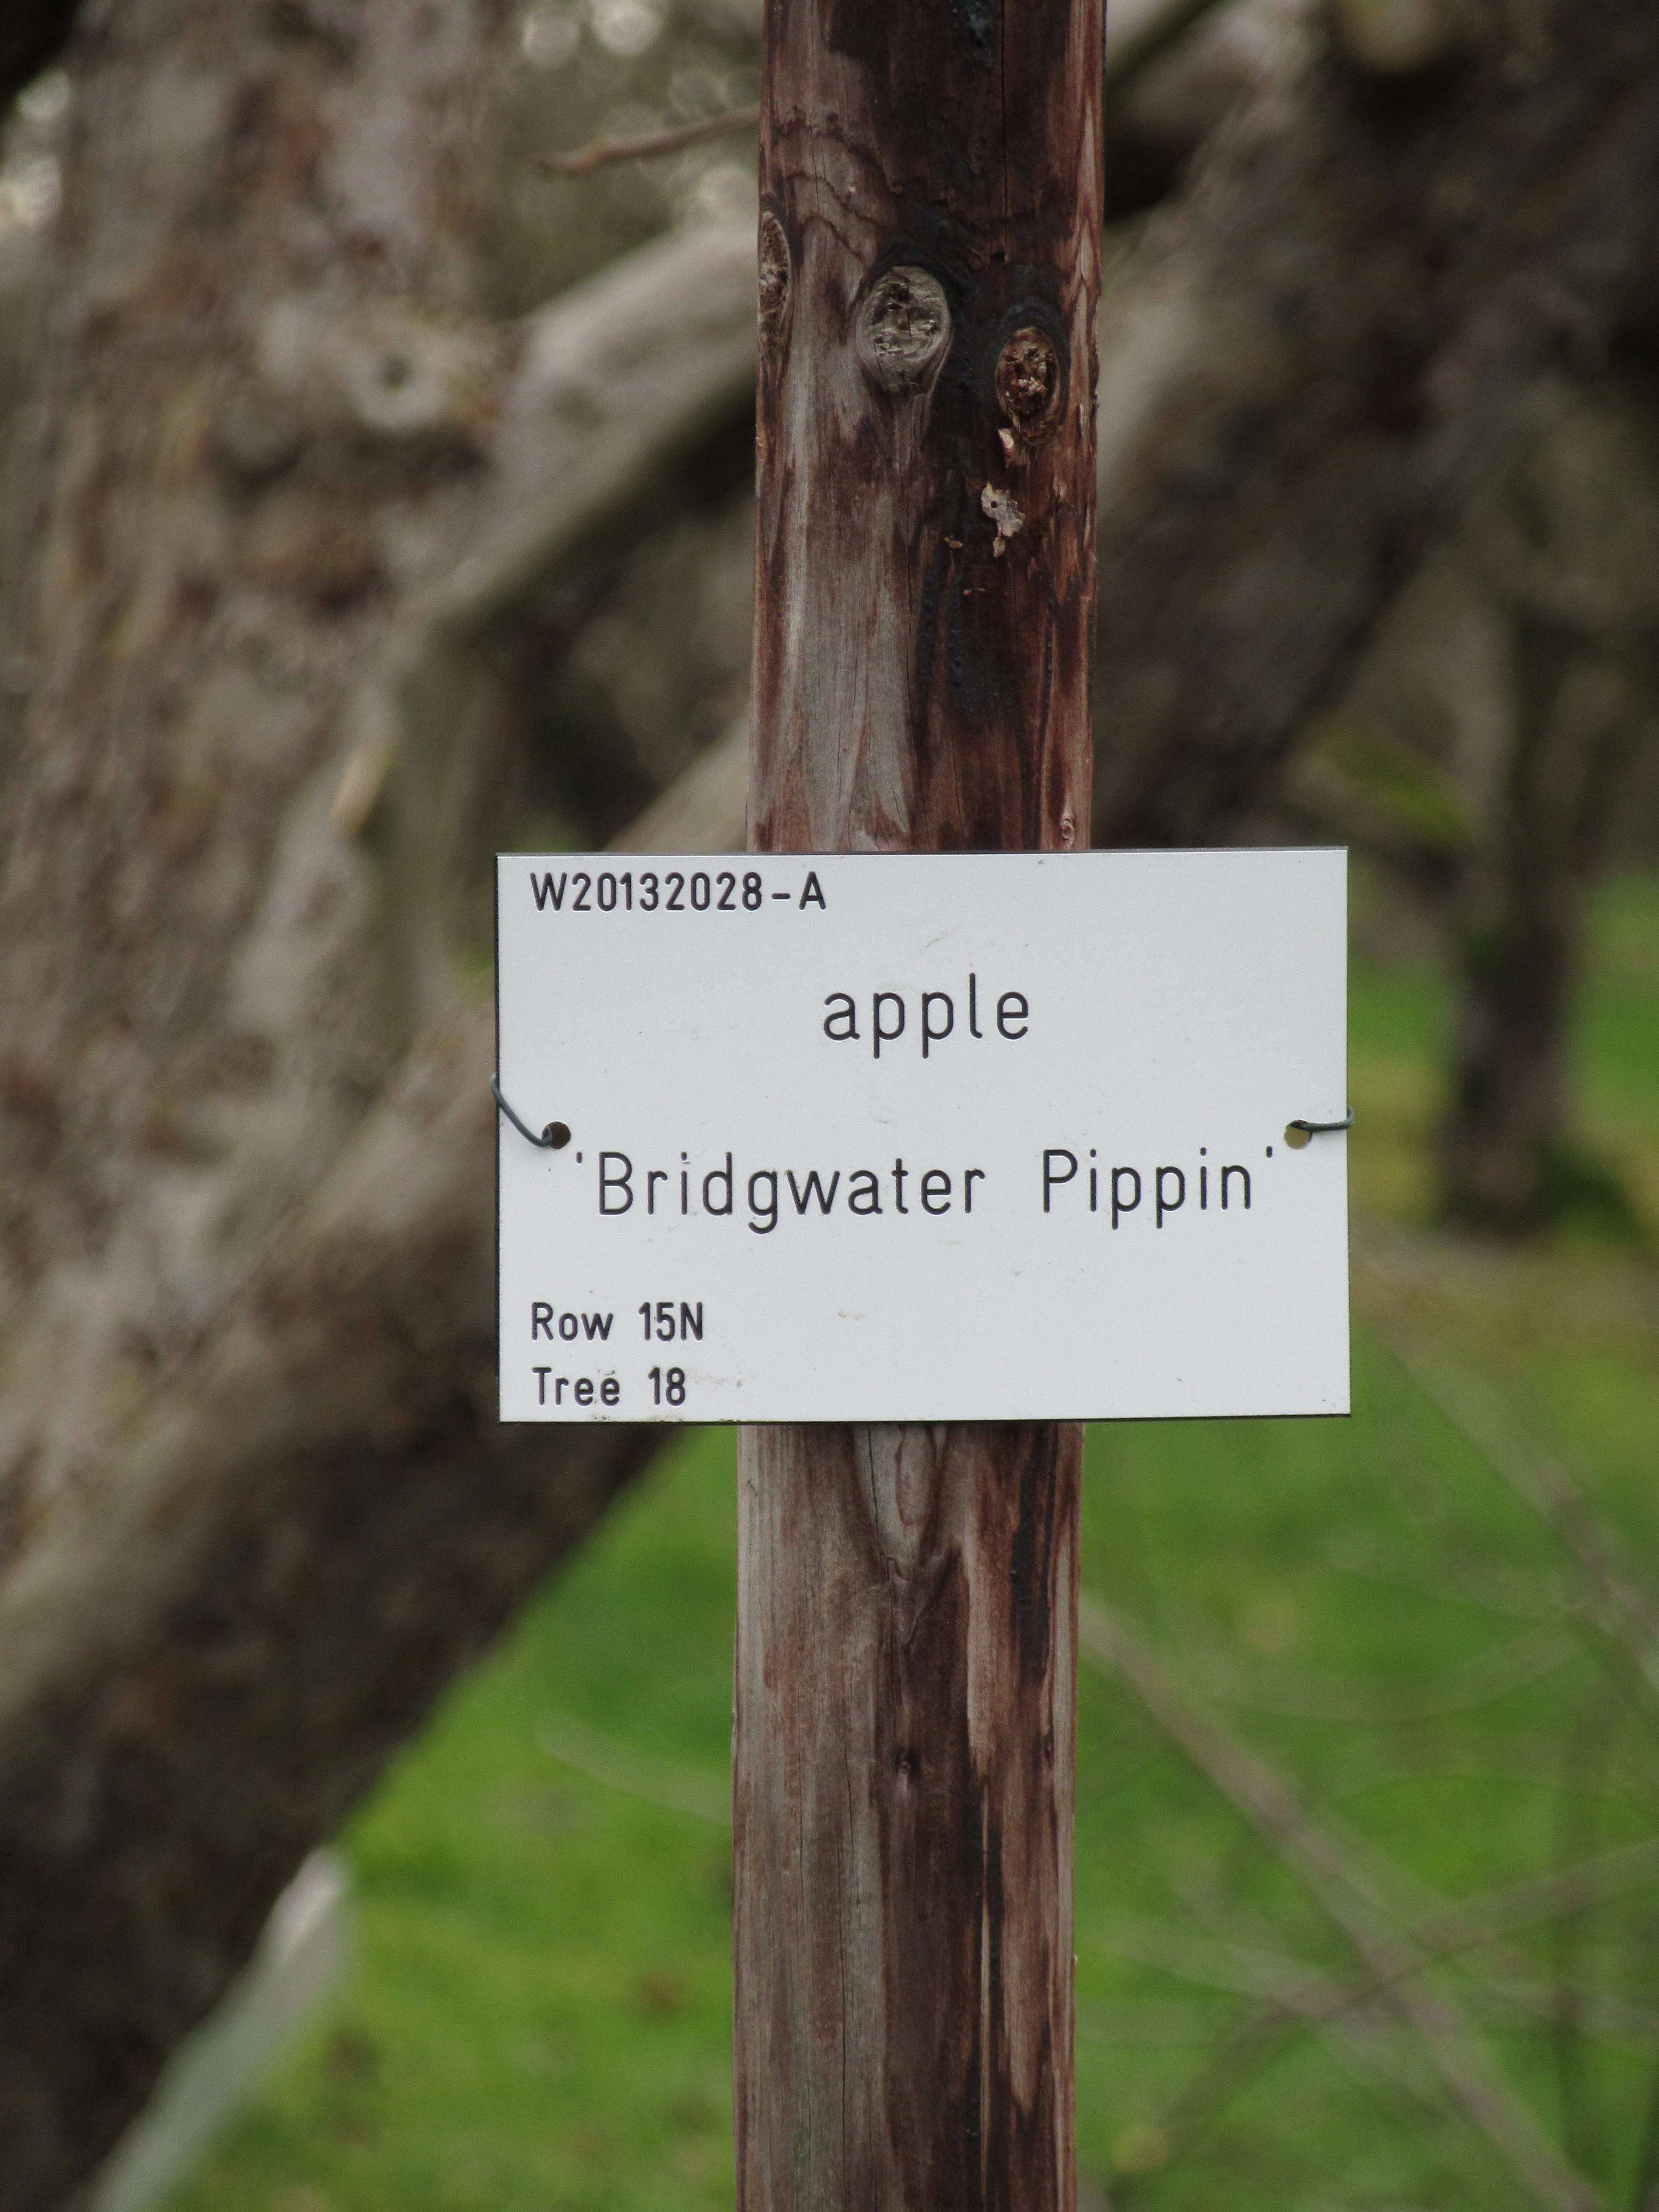 W20132028-A
apple
'Bridgwater Pippin'
Row 15N
Tree 18